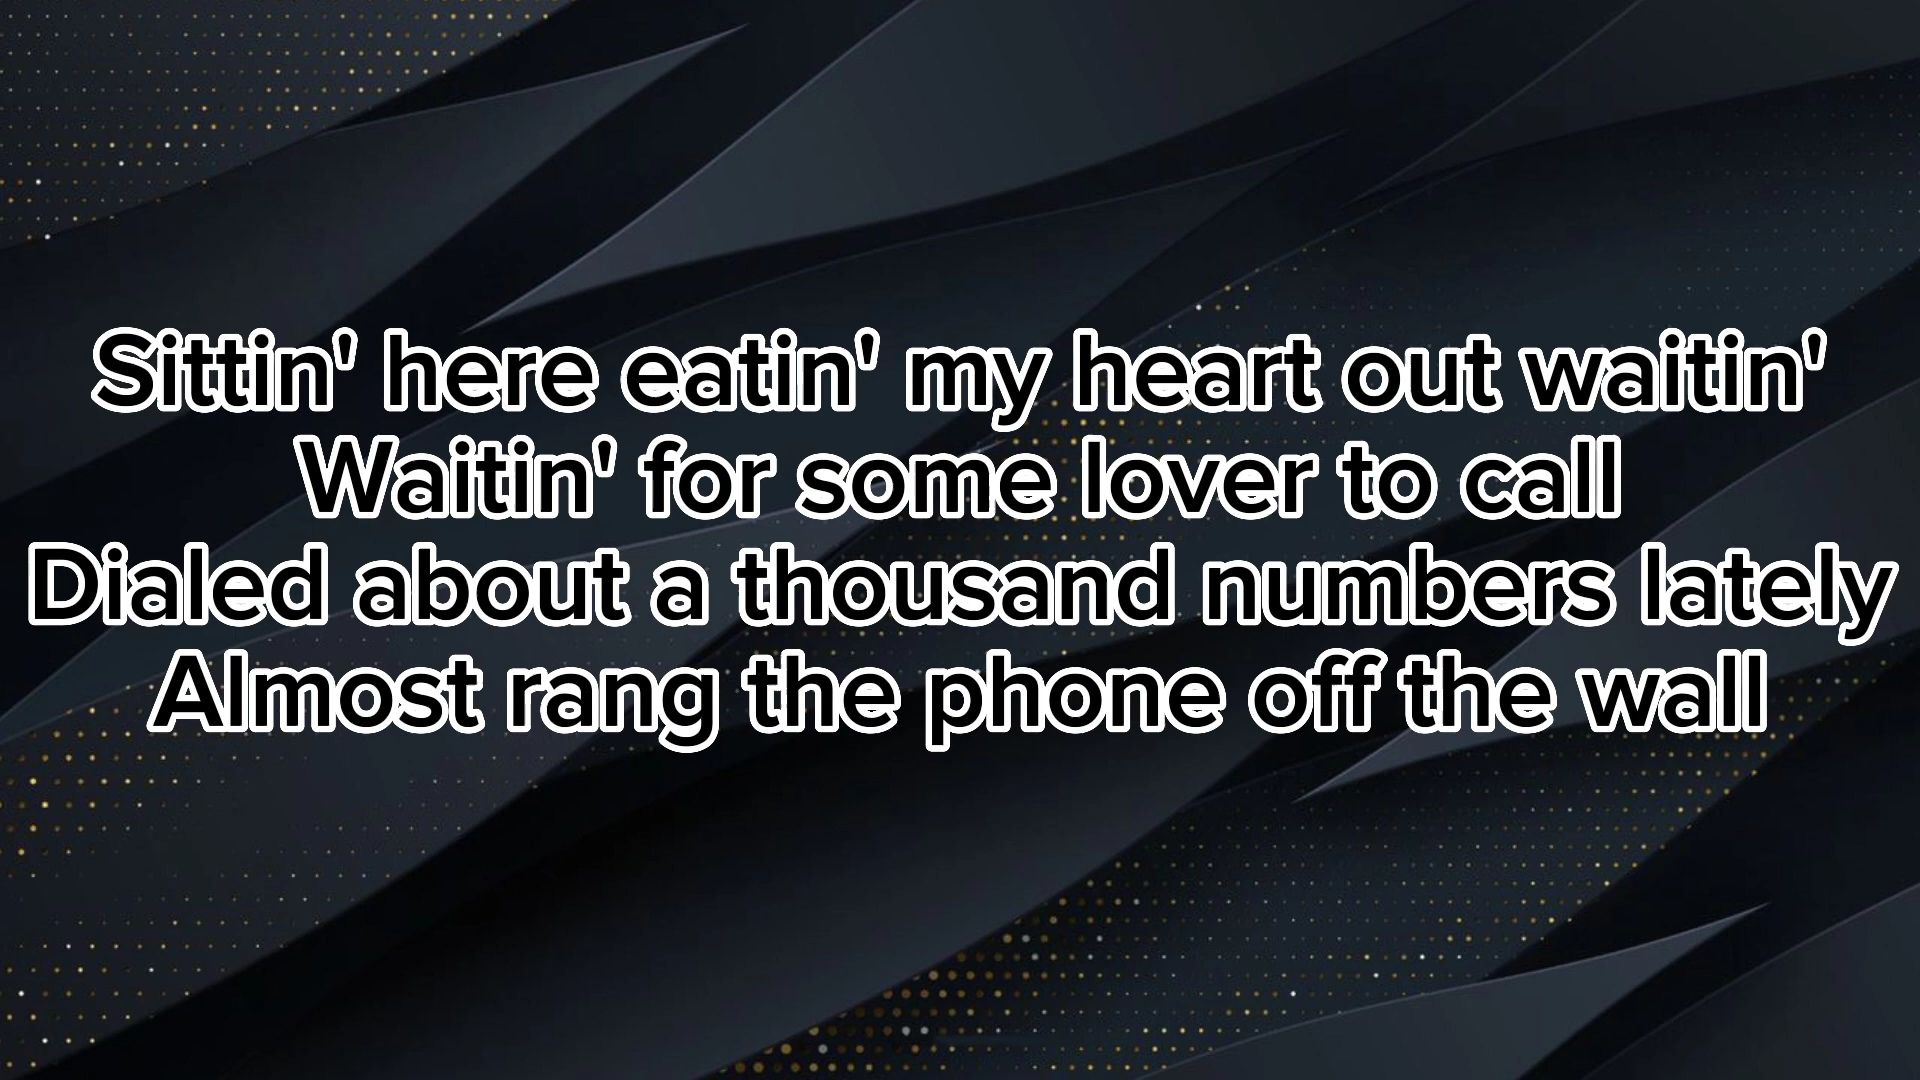 Sittin' here eatin' my heart out waitin'
Waitin' for some lover to call
Dialed about a thousand numbers lately
Almost rang the phone off the wall